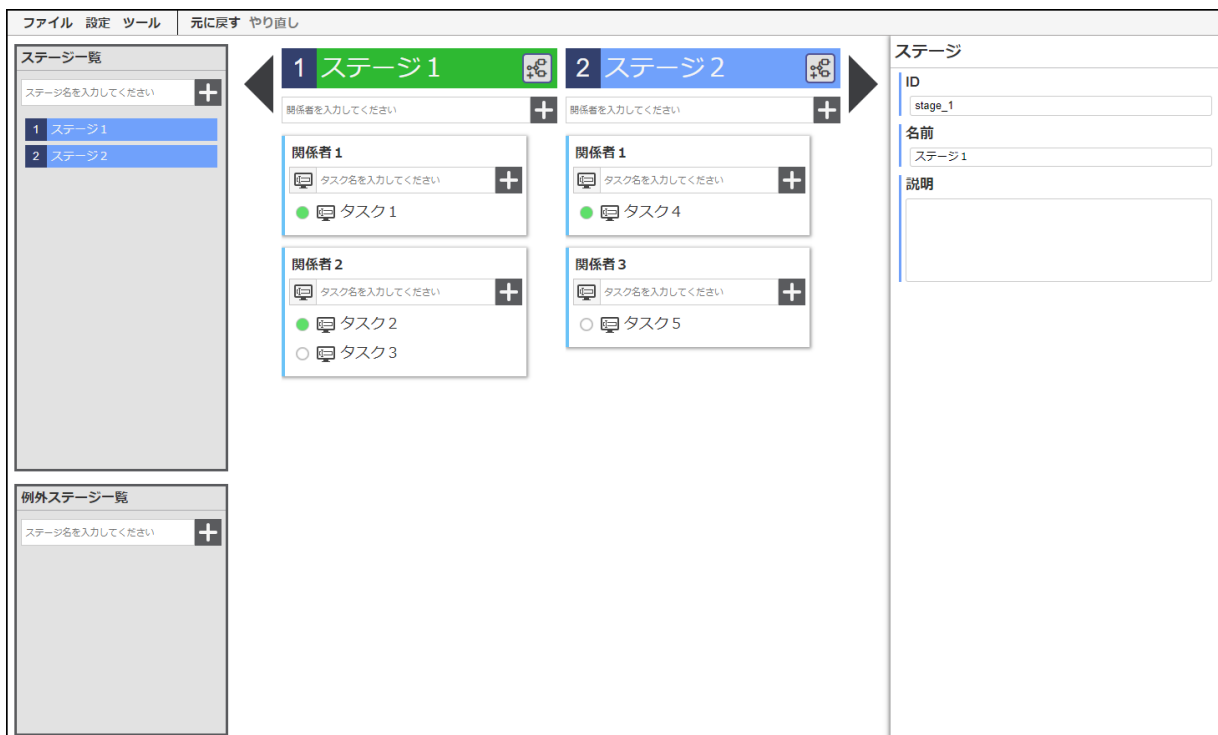 ファイル 設定 ツール 元に戻す やり直し
ステージ一覧
ステージ名を入力してください
1 ステージ1
2 ステージ2
例外ステージ一覧
ステージ名を入力してください
1 ステージ1
関係者を入力してください
関係者1
タスク名を入力してください
タスク1
関係者2
タスク名を入力してください
タスク2
タスク3
2 ステージ2
関係者を入力してください
関係者1
タスク名を入力してください
タスク4
関係者3
タスク名を入力してください
タスク5
ステージ
ID
stage_1
名前
ステージ1
説明